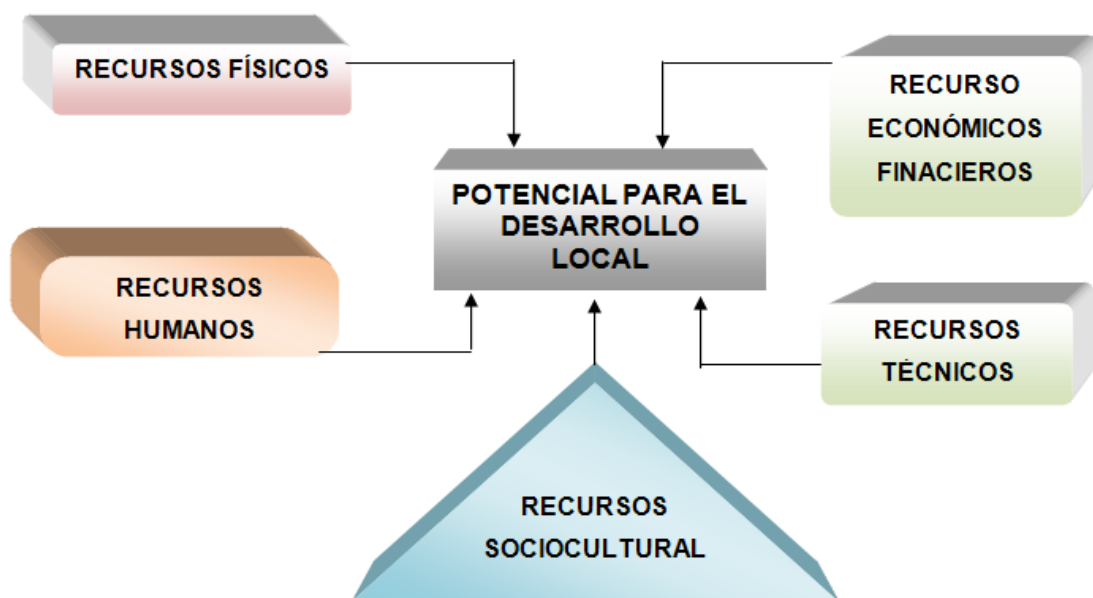 RECURSOS FÍSICOS
RECURSO
ECONÓMICOS
FINACIEROS
POTENCIAL PARA EL
DESARROLLO
LOCAL
RECURSOS
HUMANOS
RECURSOS
TÉCNICOS
RECURSOS
SOCIOCULTURAL